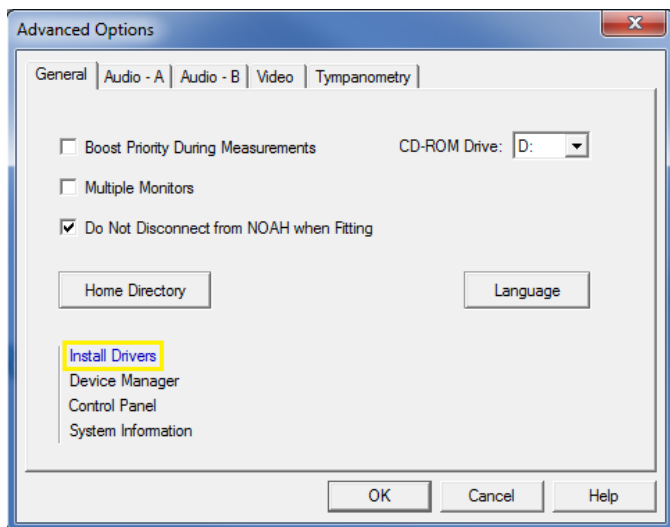 Advanced Options
General Audio - A Audio - B Video Tympanometry
Boost Priority During Measurements CD-ROM Drive: D:
Multiple Monitors
Do Not Disconnect from NOAH when Fitting
Home Directory Language
Install Drivers
Device Manager
Control Panel
System Information
OK Cancel Help